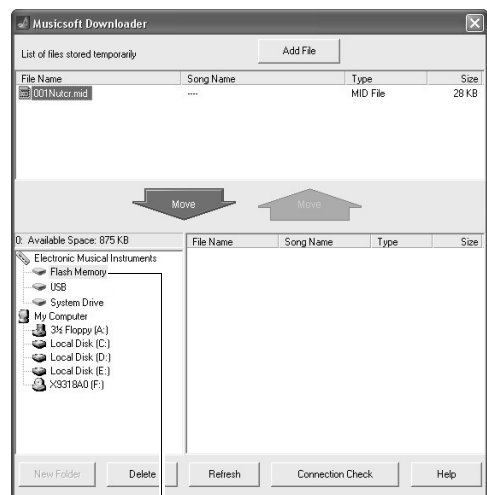 Musicsoft Downloader
List of files stored temporarily
Add File
File Name Song Name Type Size
001Nutcr.mid ---- MID File 28 KB
Move Move
0: Available Space: 875 KB
File Name Song Name Type Size
Electronic Musical Instruments
Flash Memory
USB
System Drive
My Computer
3½ Floppy (A:)
Local Disk (C:)
Local Disk (D:)
Local Disk (E:)
X9318A0 (F:)
New Folder Delete Refresh Connection Check Help